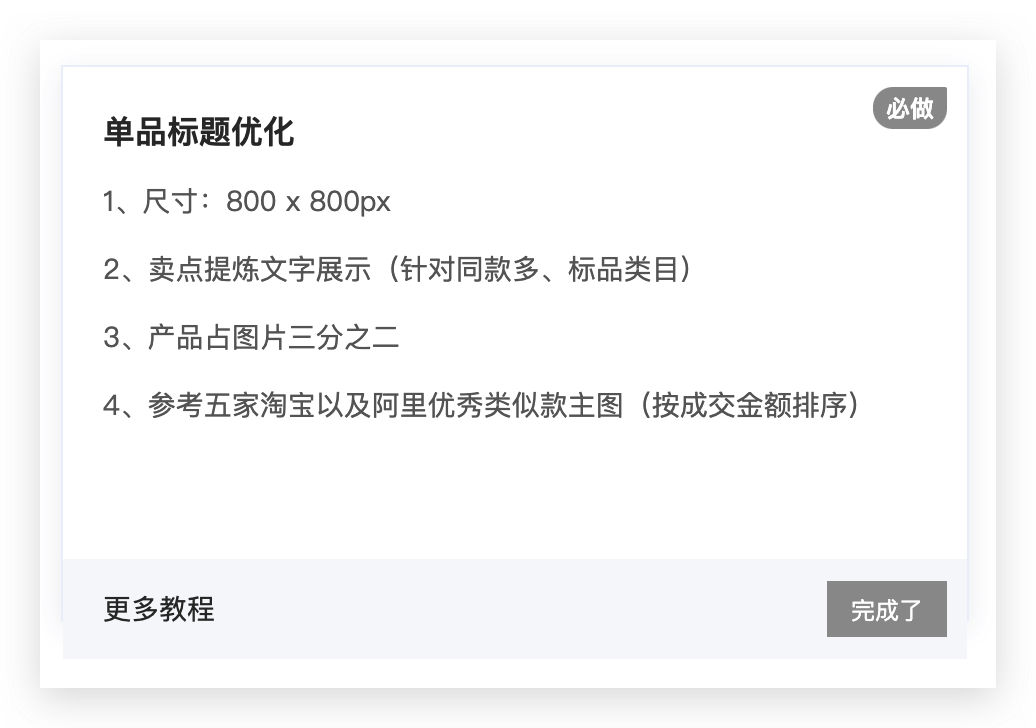 必做
单品标题优化
1、尺寸：800 x 800px
2、卖点提炼文字展示（针对同款多、标品类目）
3、产品占图片三分之二
4、参考五家淘宝以及阿里优秀类似款主图（按成交金额排序）
更多教程
完成了